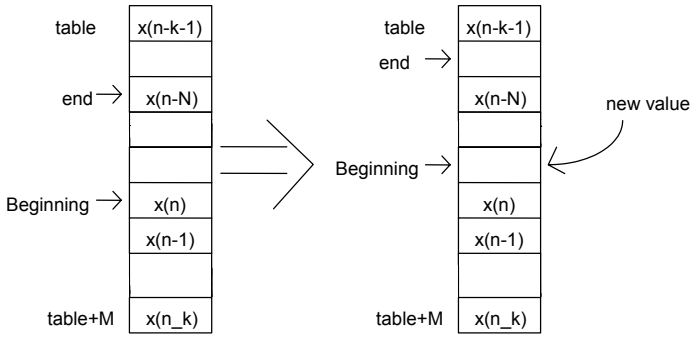 table x(n-k-1)
end x(n-N)
Beginning x(n)
x(n-1)
table+M x(n_k)
table x(n-k-1)
end
x(n-N)
new value
Beginning
x(n)
x(n-1)
table+M x(n_k)